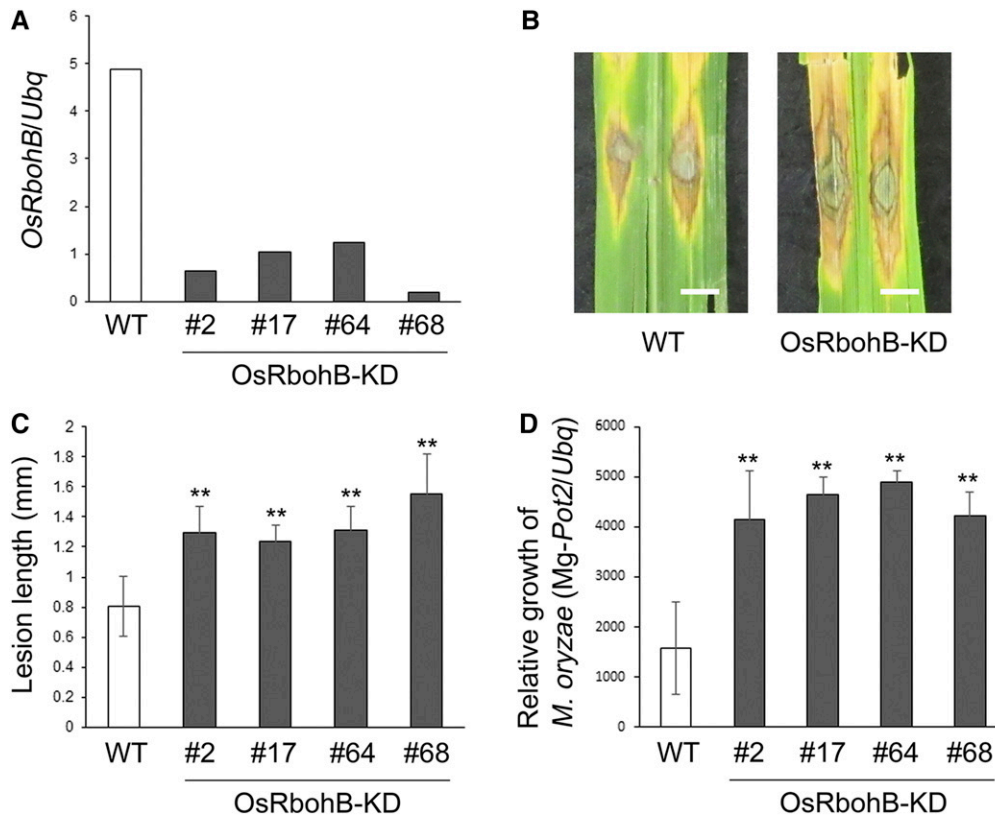 A
OsRbohB/Ubq
6
5
4
3
2
1
0
WT
#2
#17
#64
#68
OsRbohB-KD
B
WT
OsRbohB-KD
C
Lesion length (mm)
2
1.8
1.6
1.4
1.2
1
0.8
0.6
0.4
0.2
0
**
**
**
**
WT
#2
#17
#64
#68
OsRbohB-KD
D
Relative growth of
M. oryzae (Mg-Pot2/Ubq)
6000
5000
4000
3000
2000
1000
0
**
**
**
**
WT
#2
#17
#64
#68
OsRbohB-KD